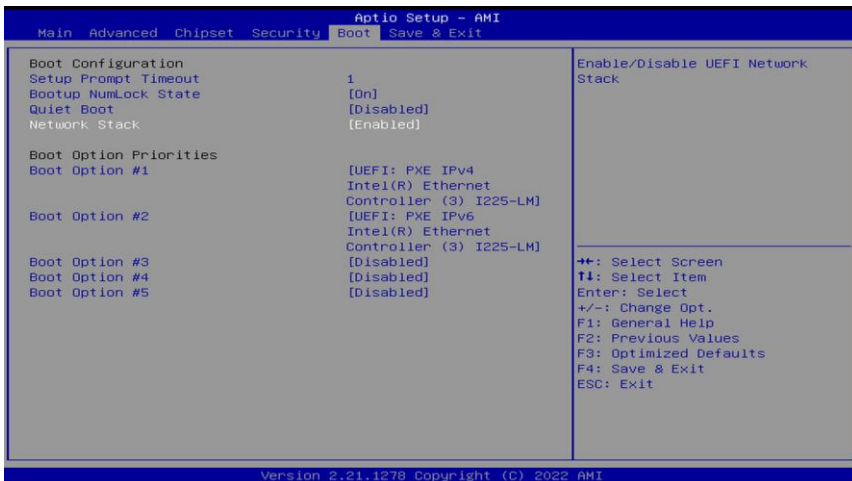 Aptio Setup – AMI
Main Advanced Chipset Security Boot Save & Exit
Boot Configuration
Setup Prompt Timeout 1
Bootup NumLock State [On]
Quiet Boot [Disabled]
Network Stack [Enabled]
Boot Option Priorities
Boot Option #1 [UEFI: PXE IPv4
Intel(R) Ethernet
Controller (3) I225-LM]
Boot Option #2 [UEFI: PXE IPv6
Intel(R) Ethernet
Controller (3) I225-LM]
Boot Option #3 [Disabled]
Boot Option #4 [Disabled]
Boot Option #5 [Disabled]
Enable/Disable UEFI Network
Stack
→←: Select Screen
↑↓: Select Item
Enter: Select
+/-: Change Opt.
F1: General Help
F2: Previous Values
F3: Optimized Defaults
F4: Save & Exit
ESC: Exit
Version 2.21.1278 Copyright (C) 2022 AMI